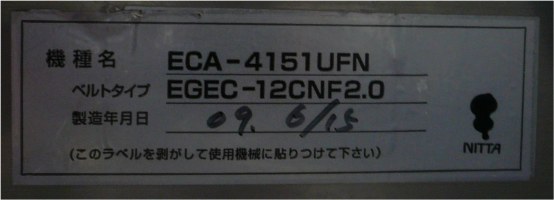 機種名 ECA-4151UFN
ベルトタイプ EGEC-12CNF2.0
製造年月日 09. 6/15
(このラベルを剥がして使用機械に貼りつけて下さい)
NITTA